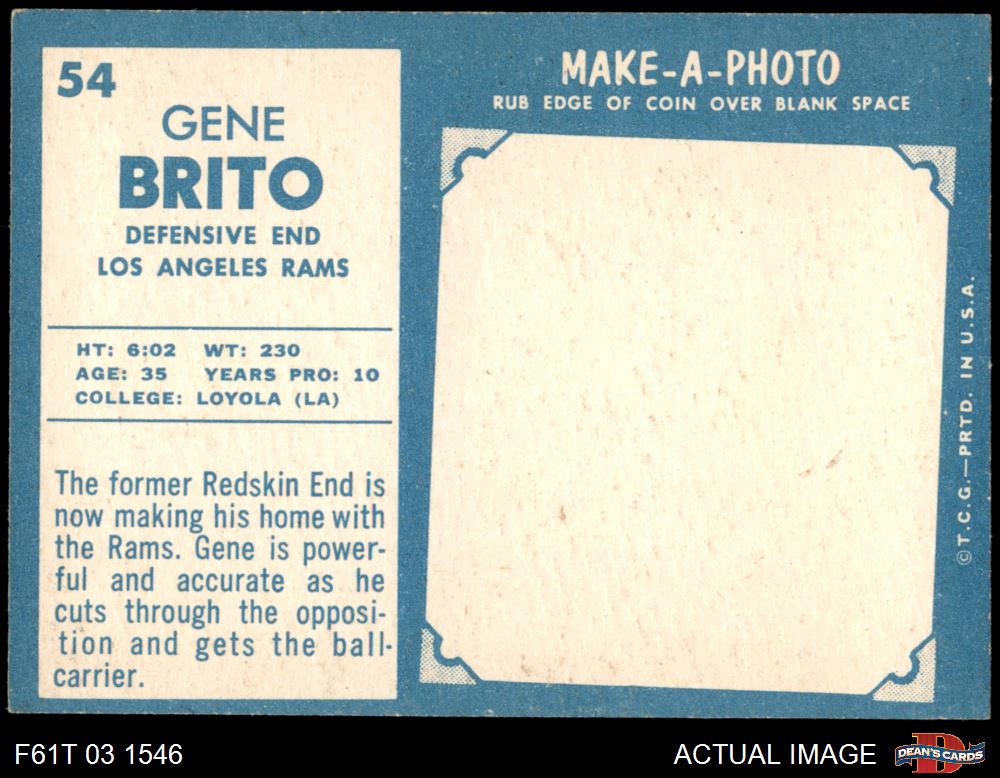 54
GENE
BRITO
DEFENSIVE END
LOS ANGELES RAMS
HT: 6:02 WT: 230
AGE: 35 YEARS PRO: 10
COLLEGE: LOYOLA (LA)
The former Redskin End is
now making his home with
the Rams. Gene is power-
ful and accurate as he
cuts through the opposi-
tion and gets the ball-
carrier.
MAKE-A-PHOTO
RUB EDGE OF COIN OVER BLANK SPACE
©T.C.G.—PRTD. IN U.S.A.
F61T 03 1546
ACTUAL IMAGE
D
DEAN'S CARDS